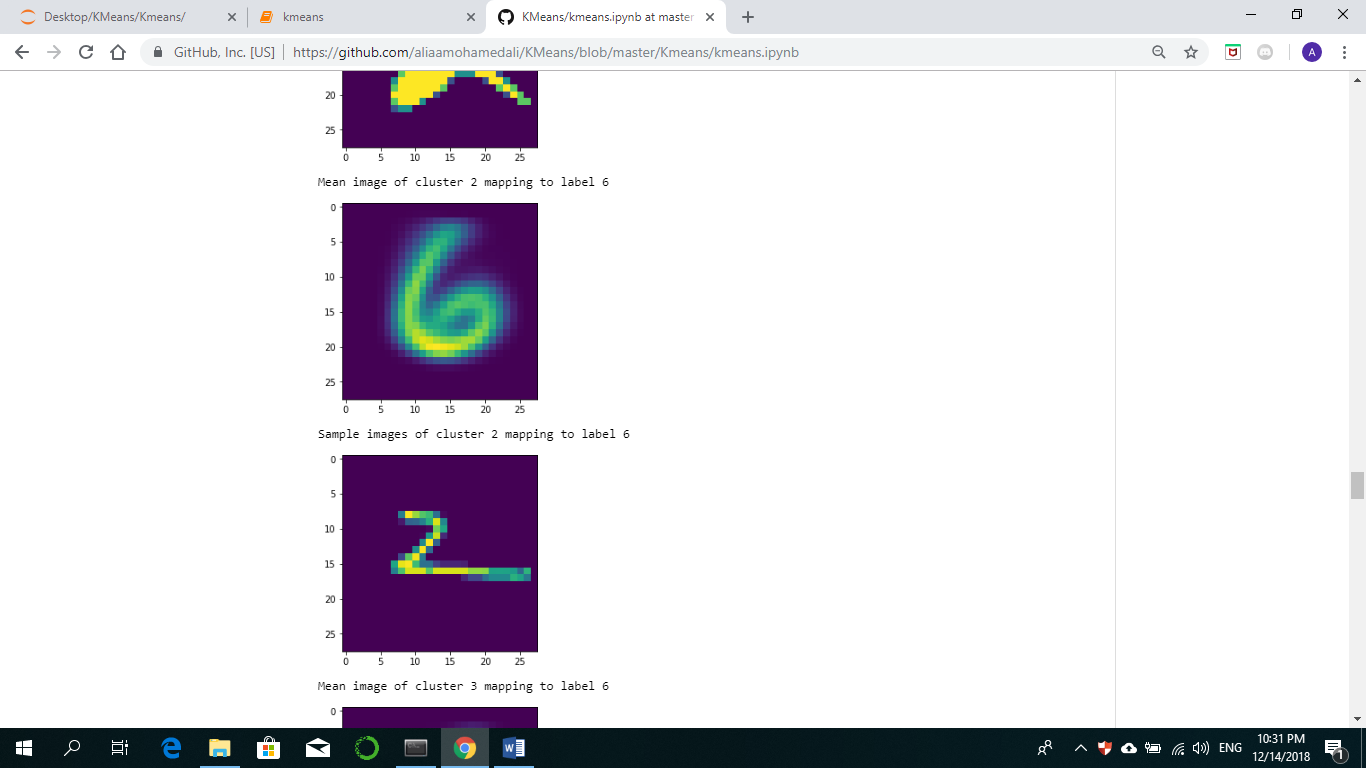 Desktop/KMeans/Kmeans/
kmeans
KMeans/kmeans.ipynb at master
GitHub, Inc. [US]
https://github.com/aliaamohamedali/KMeans/blob/master/Kmeans/kmeans.ipynb
A
20
25
0 5 10 15 20 25
Mean image of cluster 2 mapping to label 6
0
5
10
15
20
25
0 5 10 15 20 25
Sample images of cluster 2 mapping to label 6
0
5
10
15
20
25
0 5 10 15 20 25
Mean image of cluster 3 mapping to label 6
0
ENG
10:31 PM
12/14/2018
1